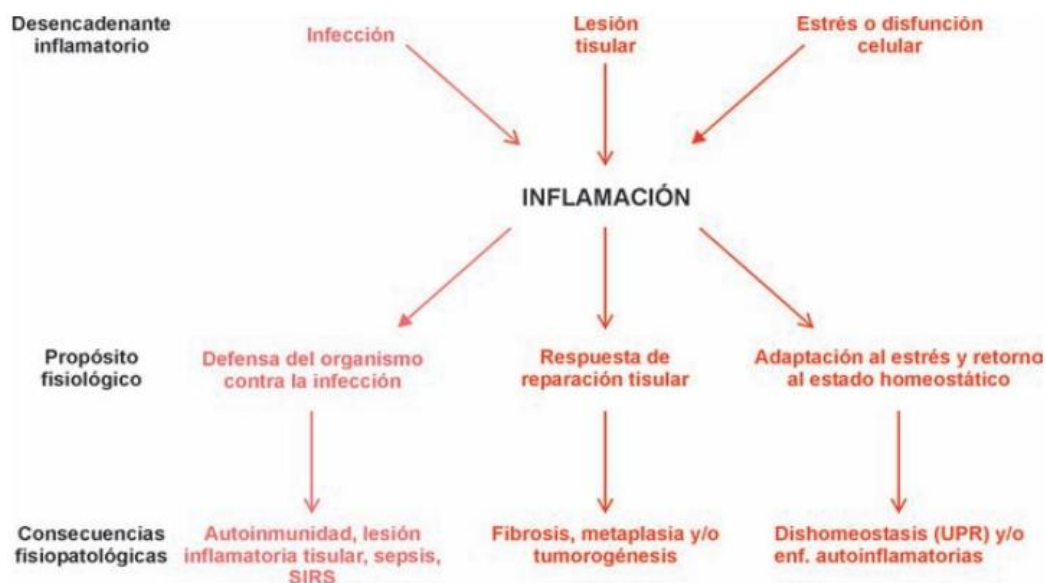 Desencadenante
inflamatorio
Infección
Lesión
tisular
Estrés o disfunción
celular
INFLAMACIÓN
Propósito
fisiológico
Defensa del organismo
contra la infección
Respuesta de
reparación tisular
Adaptación al estrés y retorno
al estado homeostático
Consecuencias
fisiopatológicas
Autoinmunidad, lesión
inflamatoria tisular, sepsis,
SIRS
Fibrosis, metaplasia y/o
tumorogénesis
Dishomeostasis (UPR) y/o
enf. autoinflamatorias